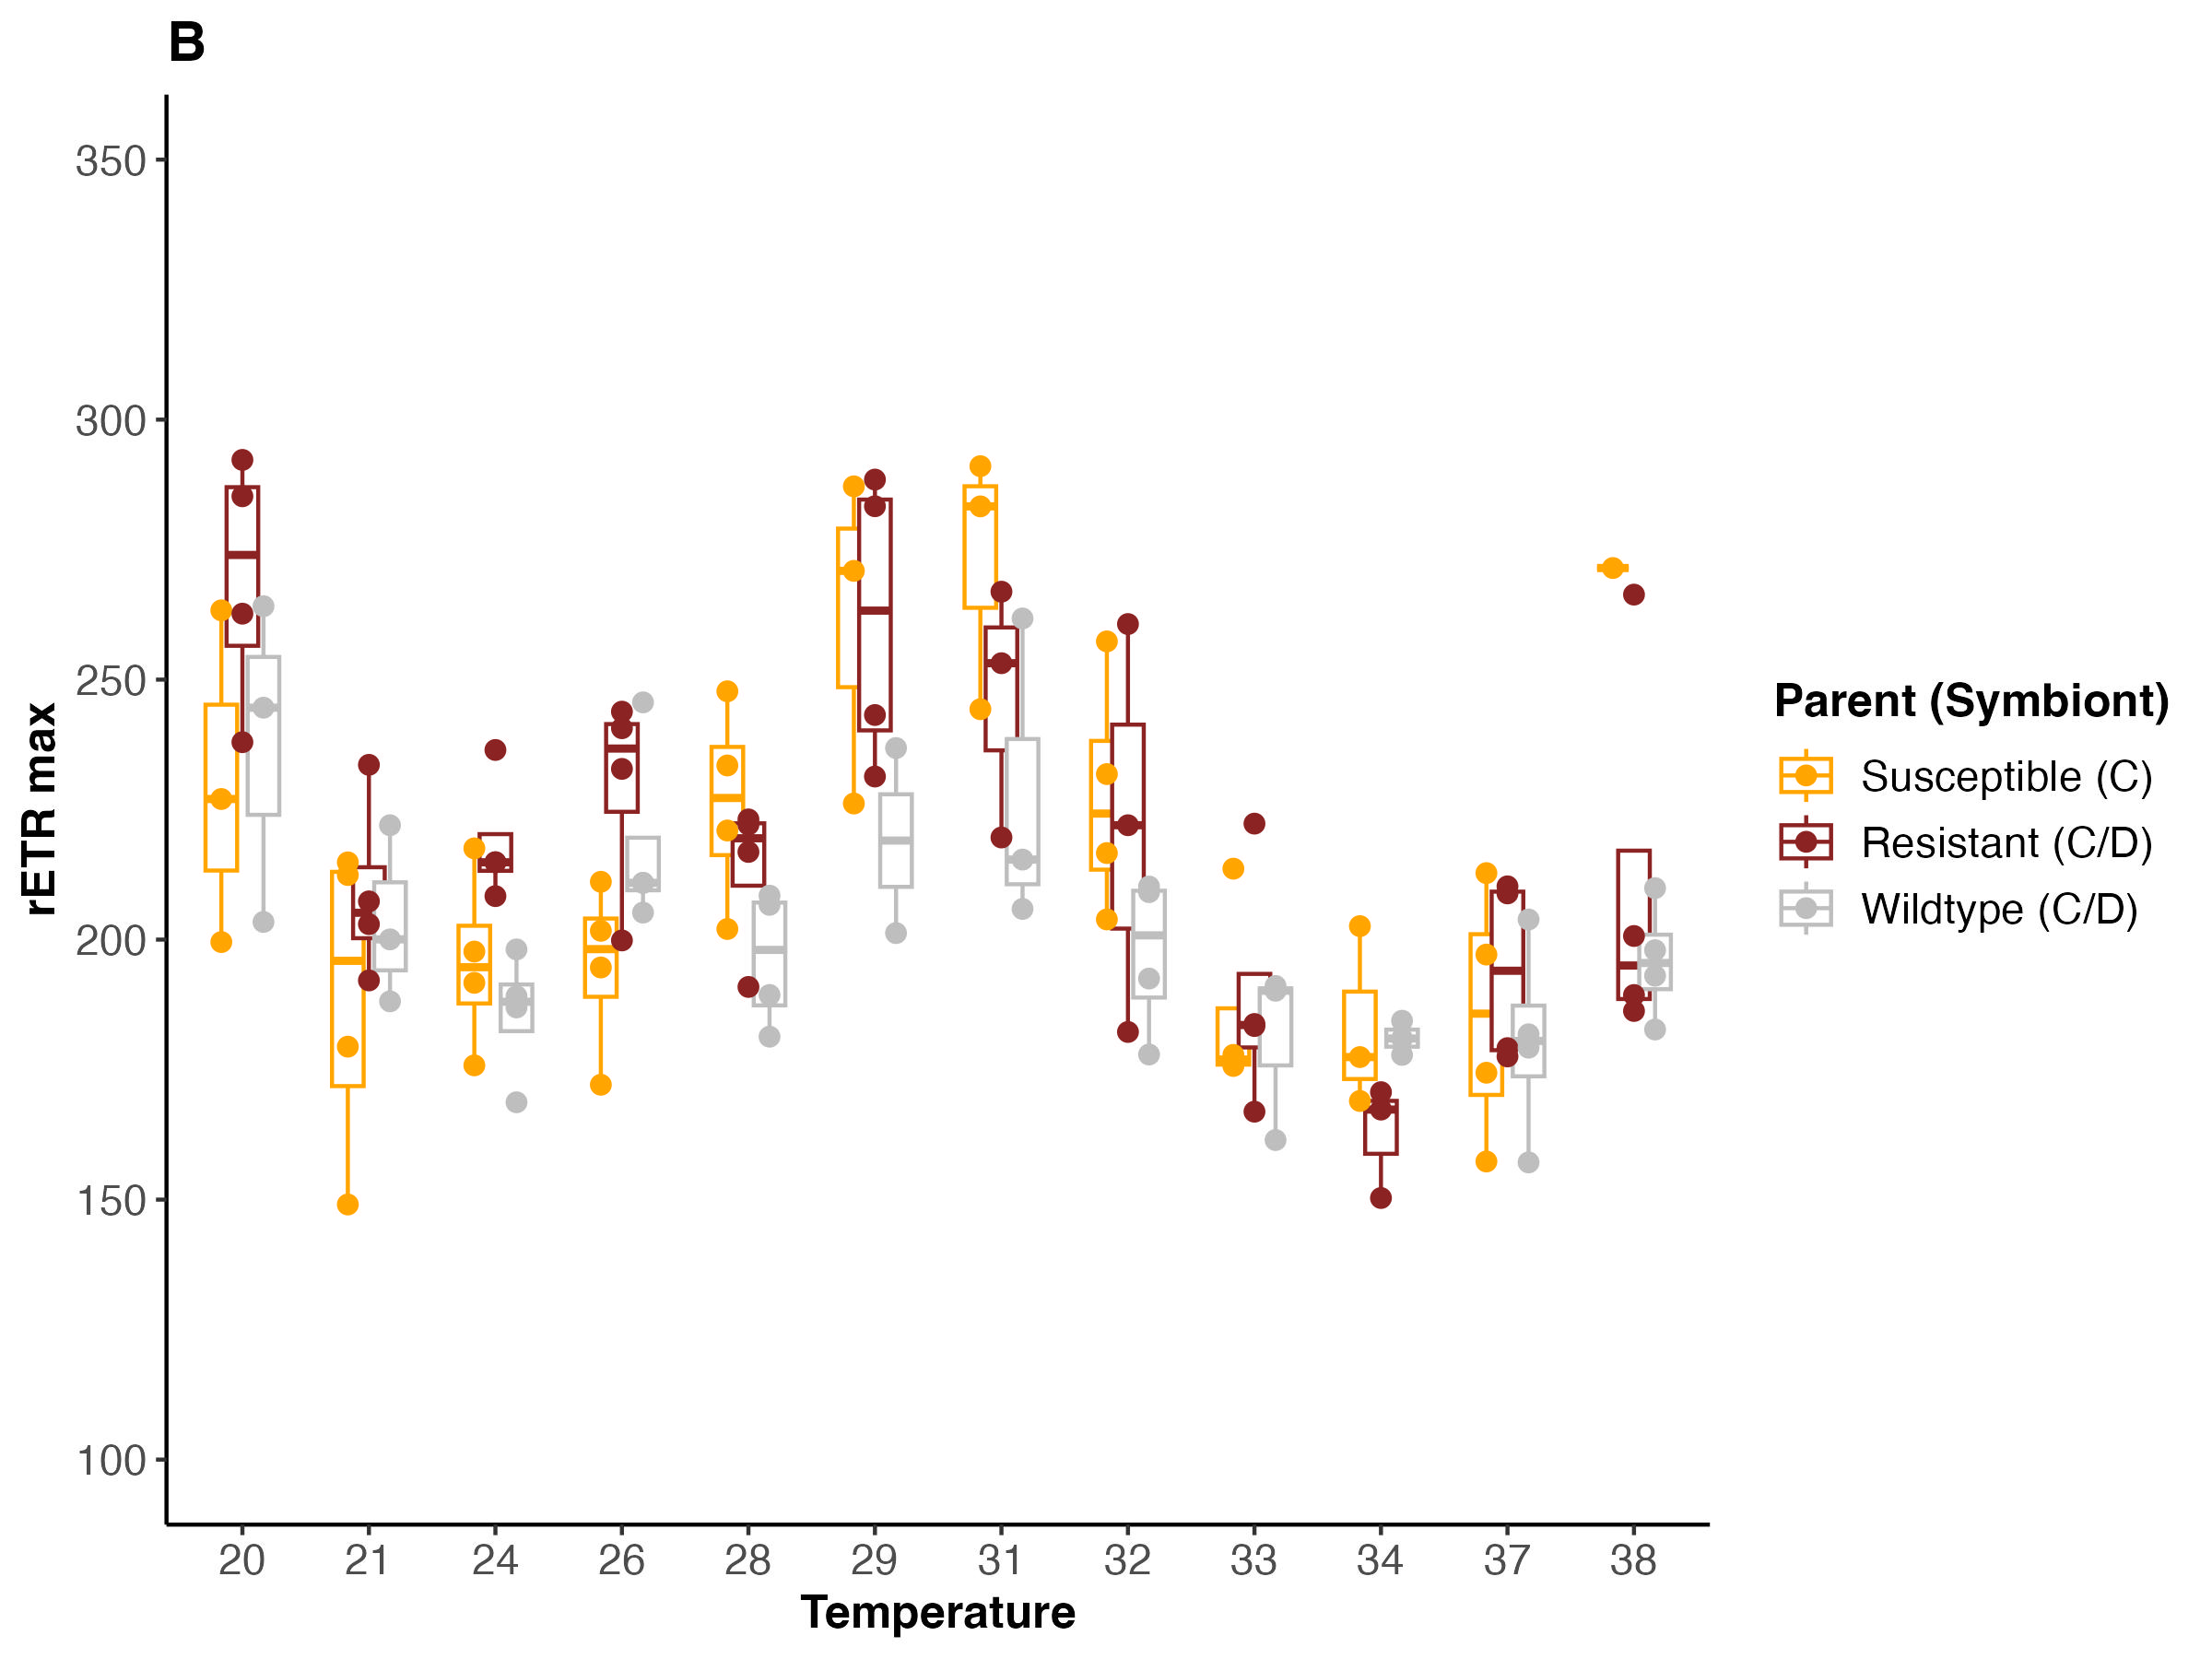 B
350
300
250
200
150
100
rETR max
20 21 24 26 28 29 31 32 33 34 37 38
Temperature
Parent (Symbiont)
Susceptible (C)
Resistant (C/D)
Wildtype (C/D)